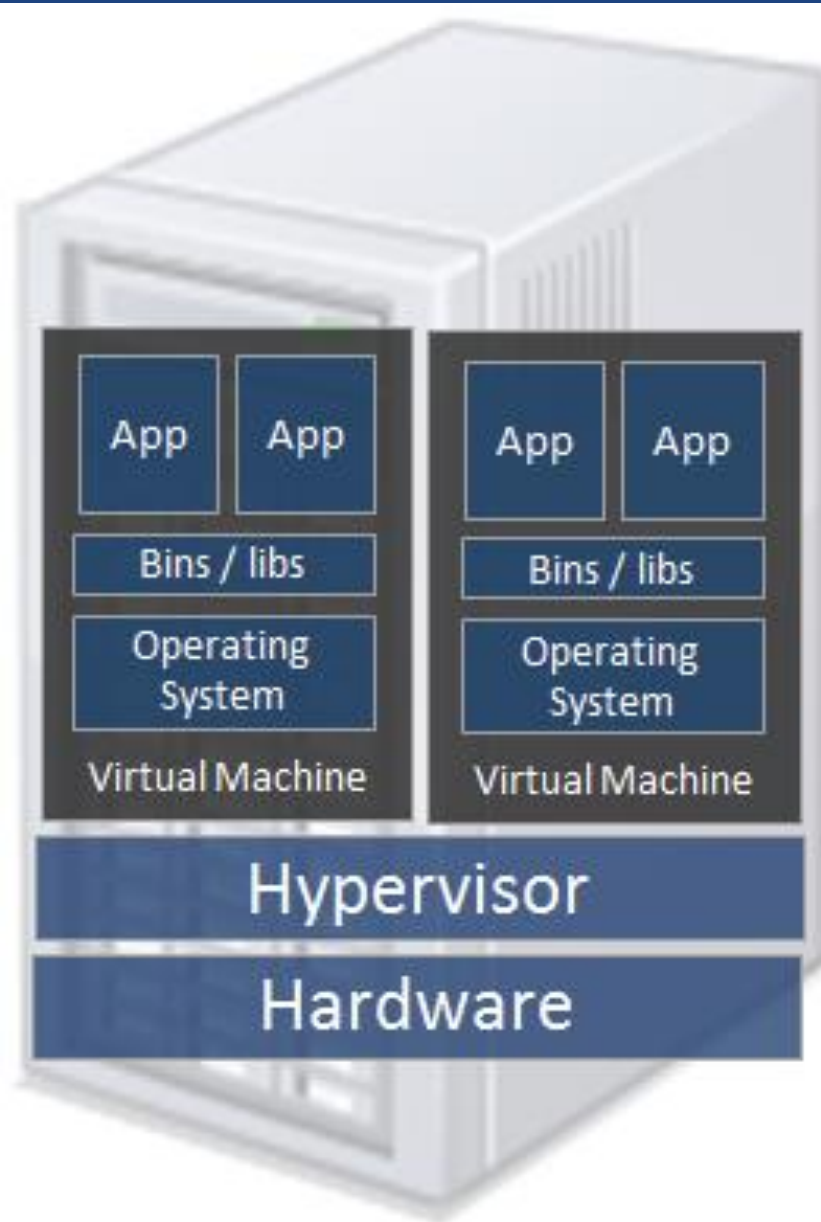 App
App
Bins / libs
Operating
System
Virtual Machine
App
App
Bins / libs
Operating
System
Virtual Machine
Hypervisor
Hardware